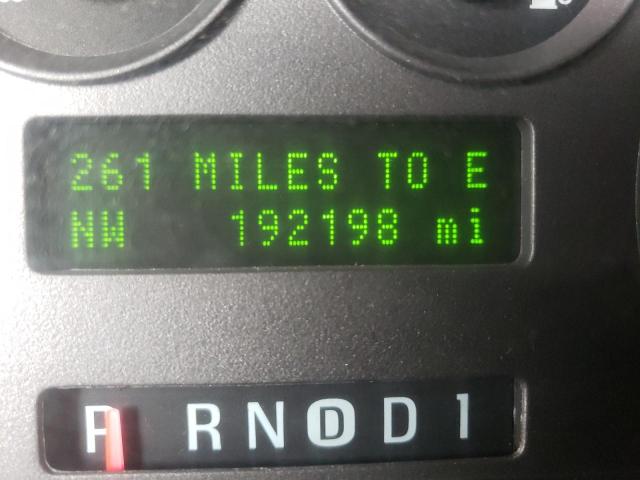 261 MILES TO E
NW 192198 mi
P R N D D 1